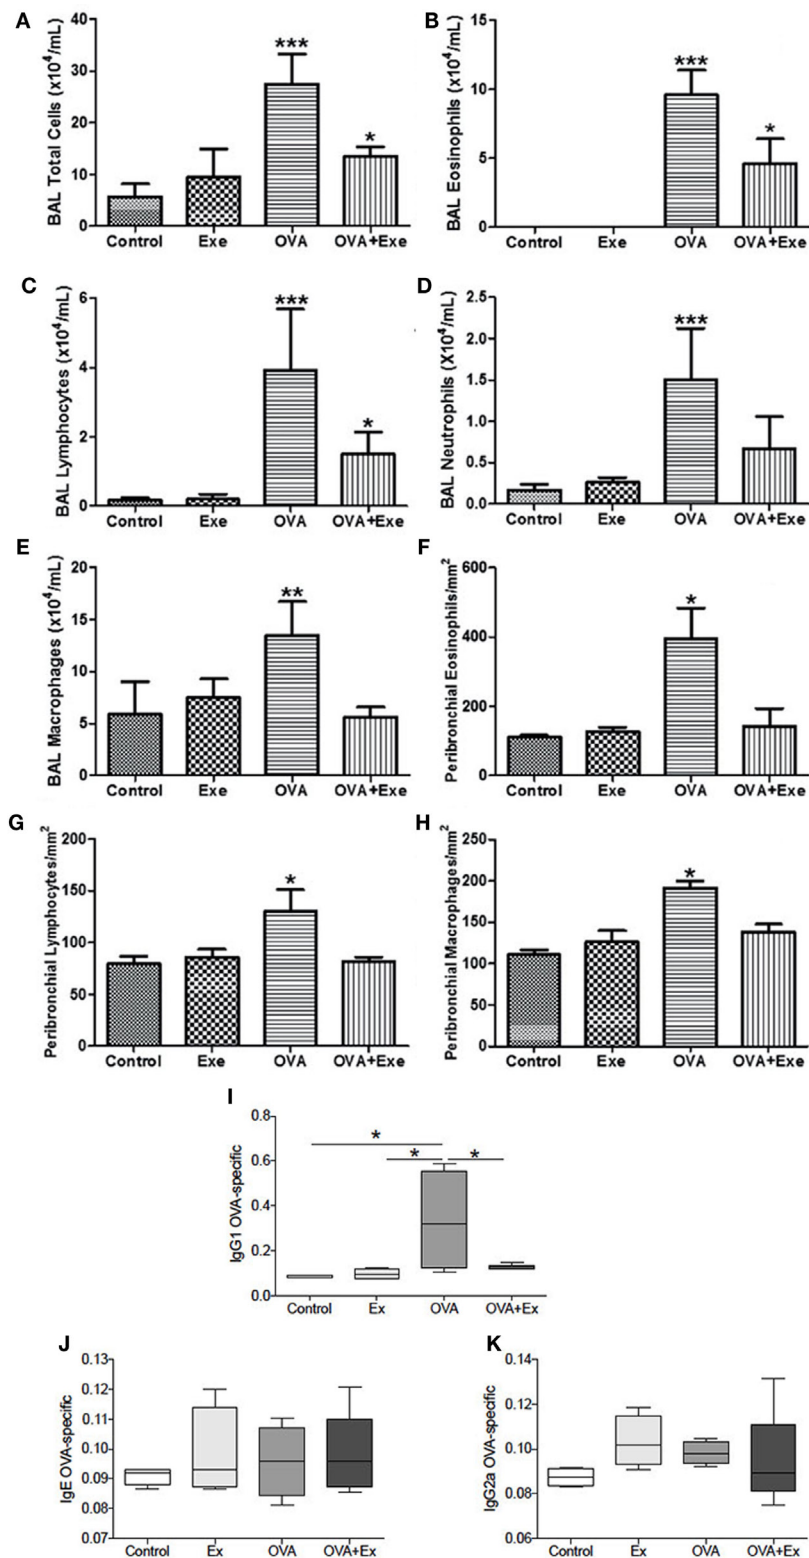 A
BAL Total Cells (x10⁴/mL)
40
30
20
10
0
***
*
Control Exe OVA OVA+Exe
B
BAL Eosinophils (x10⁴/mL)
15
10
5
0
***
*
Control Exe OVA OVA+Exe
C
BAL Lymphocytes (x10⁴/mL)
6
4
2
0
***
*
Control Exe OVA OVA+Exe
D
BAL Neutrophils (X10⁴/mL)
2.5
2.0
1.5
1.0
0.5
0.0
***
Control Exe OVA OVA+Exe
E
BAL Macrophages (x10⁴/mL)
20
15
10
5
0
**
Control Exe OVA OVA+Exe
F
Peribronchial Eosinophils/mm²
600
400
200
0
*
Control Exe OVA OVA+Exe
G
Peribronchial Lymphocytes/mm²
200
150
100
50
0
*
Control Exe OVA OVA+Exe
H
Peribronchial Macrophages/mm²
250
200
150
100
50
0
*
Control Exe OVA OVA+Exe
I
IgG1 OVA-specific
0.8
0.6
0.4
0.2
0.0
*
* *
Control Ex OVA OVA+Ex
J
IgE OVA-specific
0.13
0.12
0.11
0.10
0.09
0.08
0.07
Control Ex OVA OVA+Ex
K
IgG2a OVA-specific
0.14
0.12
0.10
0.08
0.06
Control Ex OVA OVA+Ex